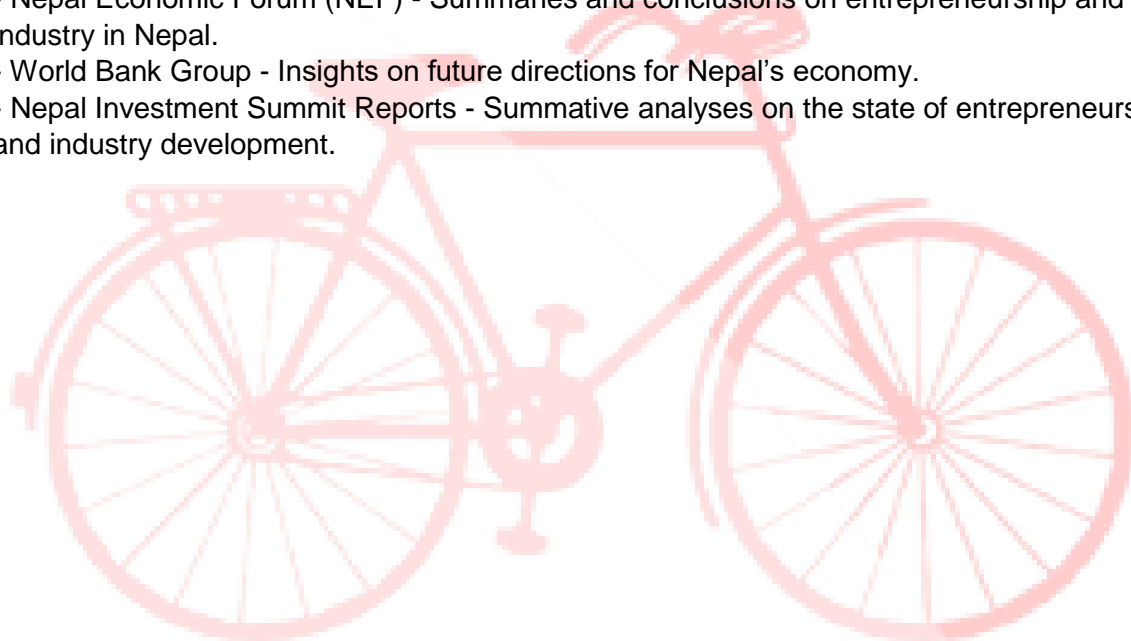 - Nepal Economic Forum (NEF) - Summaries and conclusions on entrepreneurship and
industry in Nepal.
- World Bank Group - Insights on future directions for Nepal's economy.
- Nepal Investment Summit Reports - Summative analyses on the state of entrepreneurs
and industry development.